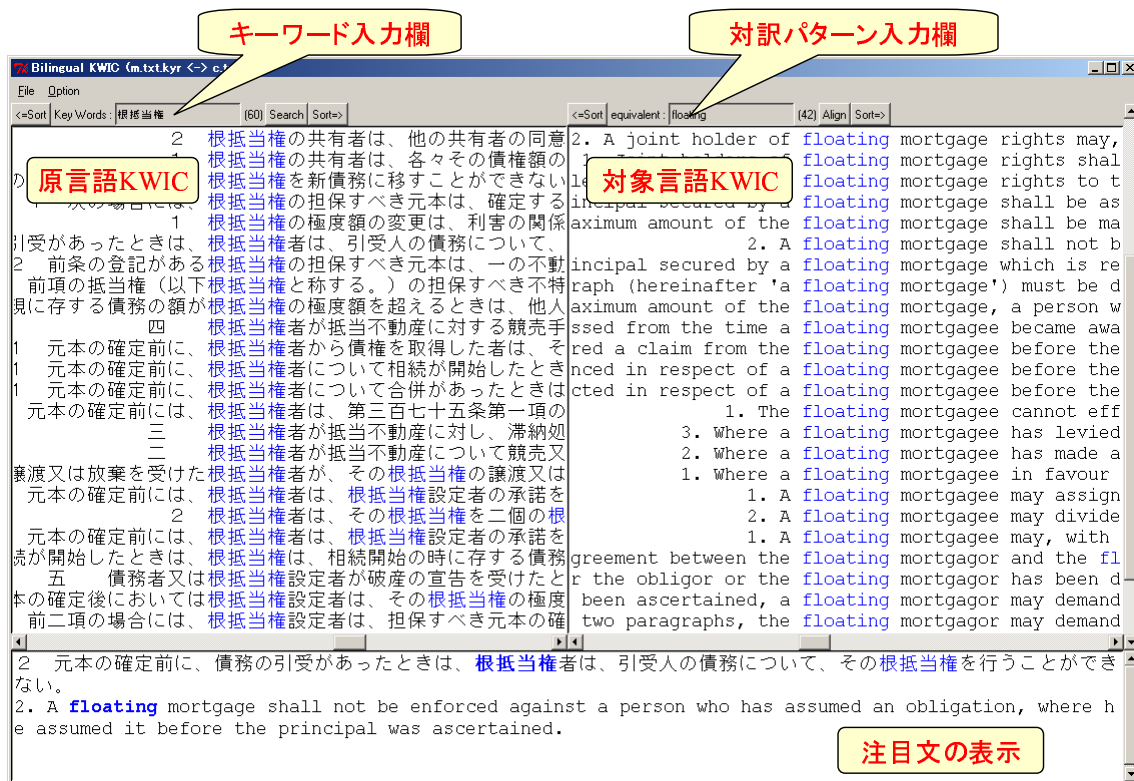 キーワード入力欄
対訳パターン入力欄
Bilingual KWIC (m.txt.kyr <-> c.t
File Option
<=Sort Key Words : 根抵当権 (60) Search Sort=>
<=Sort equivalent : floating (42) Align Sort=>
原言語KWIC
対象言語KWIC
2 根抵当権の共有者は、他の共有者の同意
根抵当権の共有者は、各々その債権額の
の 根抵当権を新債務に移すことができない
根抵当権の担保すべき元本は、確定する
1 根抵当権の極度額の変更は、利害の関係
引受があったときは、根抵当権者は、引受人の債務について、
2 前条の登記がある根抵当権の担保すべき元本は、一の不動
前項の抵当権（以下根抵当権と称する。）の担保すべき不特
現に存する債務の額が根抵当権の極度額を超えるときは、他人
四 根抵当権者が抵当不動産に対する競売手
1 元本の確定前に、根抵当権者から債権を取得した者は、そ
1 元本の確定前に、根抵当権者について相続が開始したとき
1 元本の確定前に、根抵当権者について合併があったときは
元本の確定前には、根抵当権者は、第三百七十五条第一項の
三 根抵当権者が抵当不動産に対し、滞納処
二 根抵当権者が抵当不動産について競売又
譲渡又は放棄を受けた根抵当権者が、その根抵当権の譲渡又は
元本の確定前には、根抵当権者は、根抵当権設定者の承諾を
2 根抵当権者は、その根抵当権を二個の根
元本の確定前には、根抵当権者は、根抵当権設定者の承諾を
続が開始したときは、根抵当権は、相続開始の時に存する債務
五 債務者又は根抵当権設定者が破産の宣告を受けたと
本の確定後においては根抵当権設定者は、その根抵当権の極度
前二項の場合には、根抵当権設定者は、担保すべき元本の確
2. A joint holder of floating mortgage rights may,
floating mortgage rights shal
floating mortgage rights to t
floating mortgage shall be as
aximum amount of the floating mortgage shall be ma
2. A floating mortgage shall not b
incipal secured by a floating mortgage which is re
raph (hereinafter 'a floating mortgage') must be d
aximum amount of the floating mortgage, a person w
ssed from the time a floating mortgagee became awa
red a claim from the floating mortgagee before the
nced in respect of a floating mortgagee before the
cted in respect of a floating mortgagee before the
1. The floating mortgagee cannot eff
3. Where a floating mortgagee has levied
2. Where a floating mortgagee has made a
1. Where a floating mortgagee in favour
1. A floating mortgagee may assign
2. A floating mortgagee may divide
1. A floating mortgagee may, with
greement between the floating mortgagor and the fl
r the obligor or the floating mortgagor has been d
been ascertained, a floating mortgagor may demand
two paragraphs, the floating mortgagor may demand
2 元本の確定前に、債務の引受があったときは、根抵当権者は、引受人の債務について、その根抵当権を行うことができ
ない。
2. A floating mortgage shall not be enforced against a person who has assumed an obligation, where h
e assumed it before the principal was ascertained.
注目文の表示